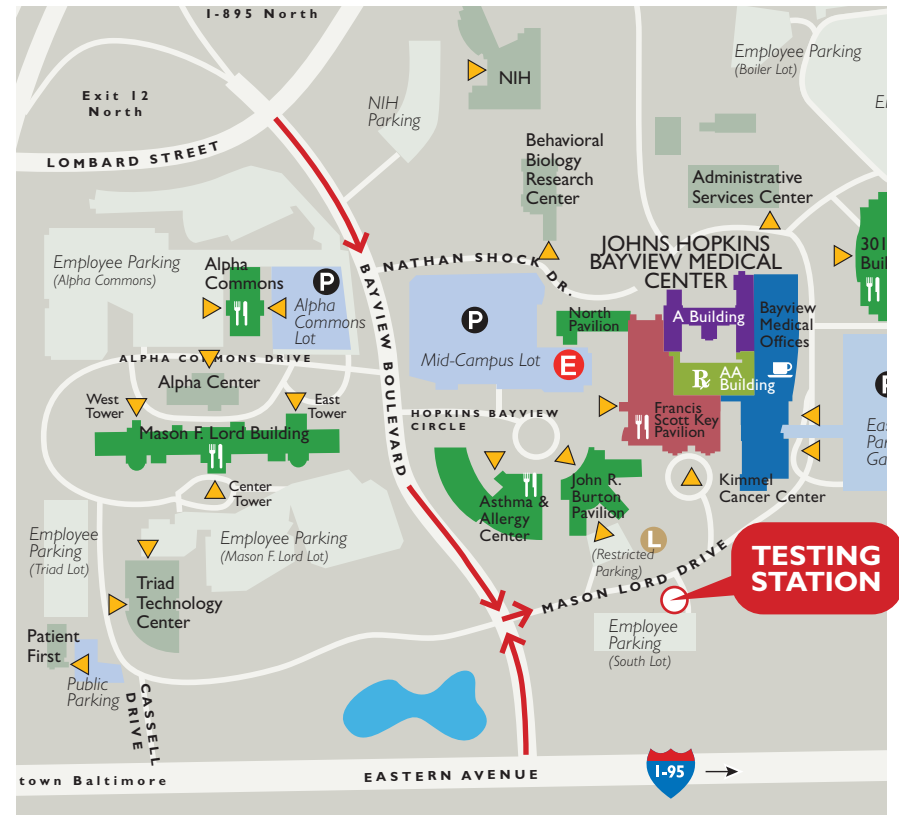 I-895 North
Exit 12
North
LOMBARD STREET
NIH
Parking
NIH
Employee Parking
(Boiler Lot)
Behavioral
Biology
Research
Center
Administrative
Services Center
JOHNS HOPKINS
BAYVIEW MEDICAL
CENTER
301
Employee Parking
(Alpha Commons)
Alpha
Commons
P
Alpha
Commons
Lot
NATHAN SHOCK DR.
BAYVIEW BOULEVARD
P
Mid-Campus Lot
North
Pavilion
E
A Building
Bayview
Medical
Offices
AA
Building
Rx
ALPHA COMMONS DRIVE
Alpha Center
West
Tower
East
Tower
Mason F. Lord Building
Center
Tower
HOPKINS BAYVIEW
CIRCLE
Francis
Scott Key
Pavilion
P
Asthma &
Allergy
Center
John R.
Burton
Pavilion
Kimmel
Cancer Center
Employee
Parking
(Triad Lot)
Employee Parking
(Mason F. Lord Lot)
(Restricted
Parking)
L
MASON LORD DRIVE
TESTING
STATION
Triad
Technology
Center
Employee
Parking
(South Lot)
Patient
First
Public
Parking
CASSELL
DRIVE
town Baltimore
EASTERN AVENUE
I-95